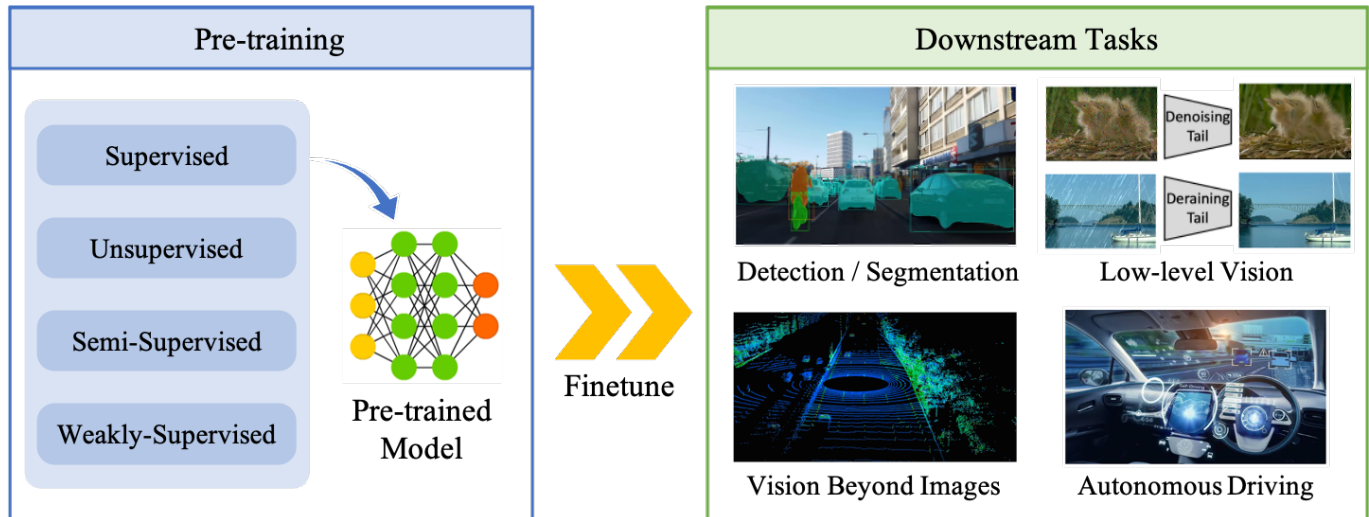 Pre-training
Supervised
Unsupervised
Semi-Supervised
Weakly-Supervised
Pre-trained
Model
Finetune
Downstream Tasks
Detection / Segmentation
Denoising
Tail
Deraining
Tail
Low-level Vision
Vision Beyond Images
Autonomous Driving